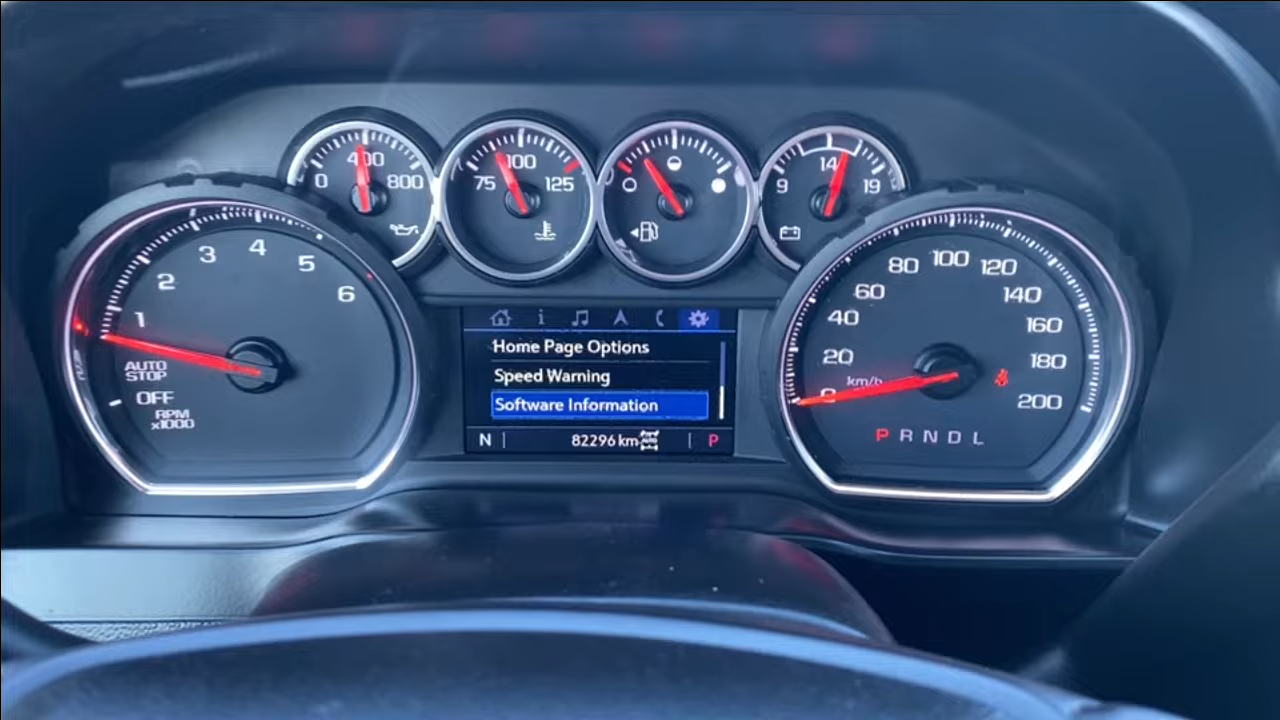 0 400 800
75 100 125
9 14 19
1 2 3 4 5 6
AUTO
STOP
OFF
RPM
x1000
Home Page Options
Speed Warning
Software Information
N 82296 km AUTO P
0 20 40 60 80 100 120 140 160 180 200
km/h
P R N D L